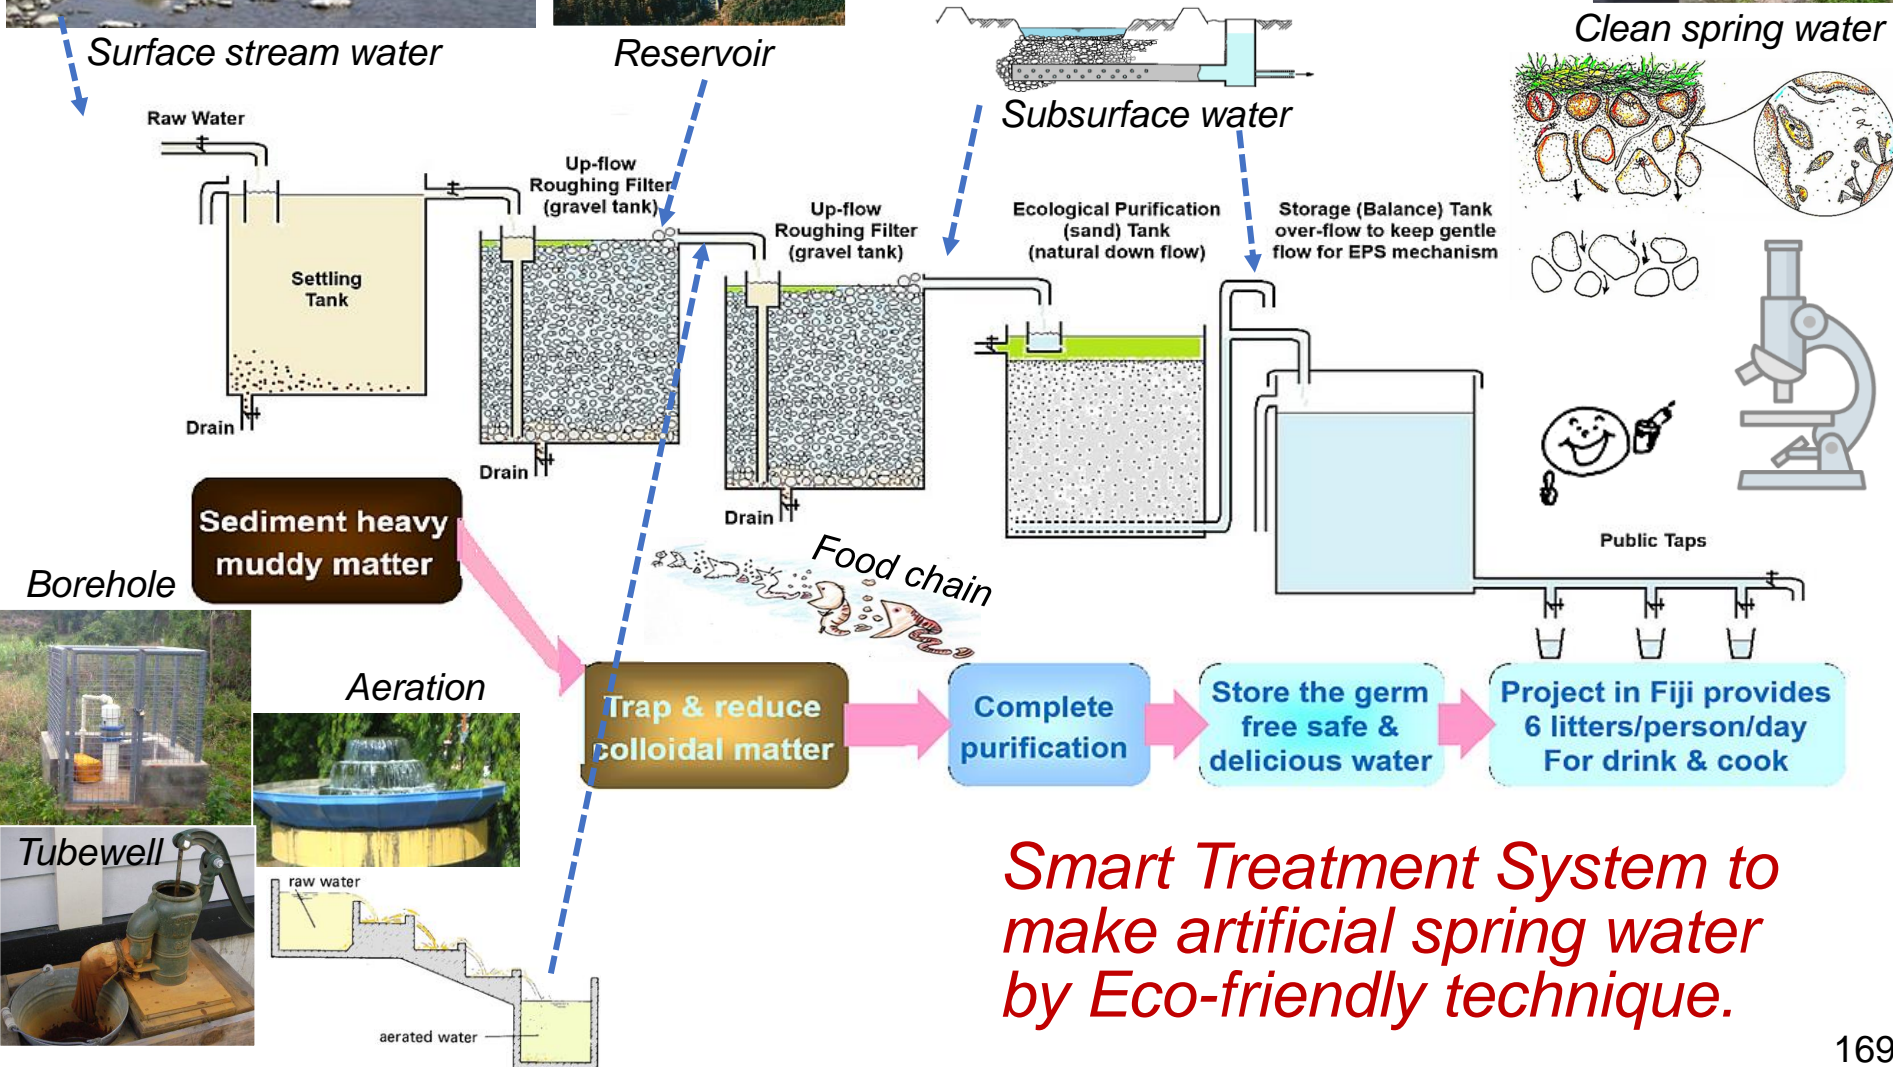 Surface stream water
Reservoir
Subsurface water
Clean spring water
Raw Water
Settling
Tank
Drain
Up-flow
Roughing Filter
(gravel tank)
Drain
Up-flow
Roughing Filter
(gravel tank)
Drain
Ecological Purification
(sand) Tank
(natural down flow)
Storage (Balance) Tank
over-flow to keep gentle
flow for EPS mechanism
Public Taps
Sediment heavy
muddy matter
Food chain
Trap & reduce
colloidal matter
Complete
purification
Store the germ
free safe &
delicious water
Project in Fiji provides
6 litters/person/day
For drink & cook
Borehole
Aeration
Tubewell
raw water
aerated water
Smart Treatment System to
make artificial spring water
by Eco-friendly technique.
169